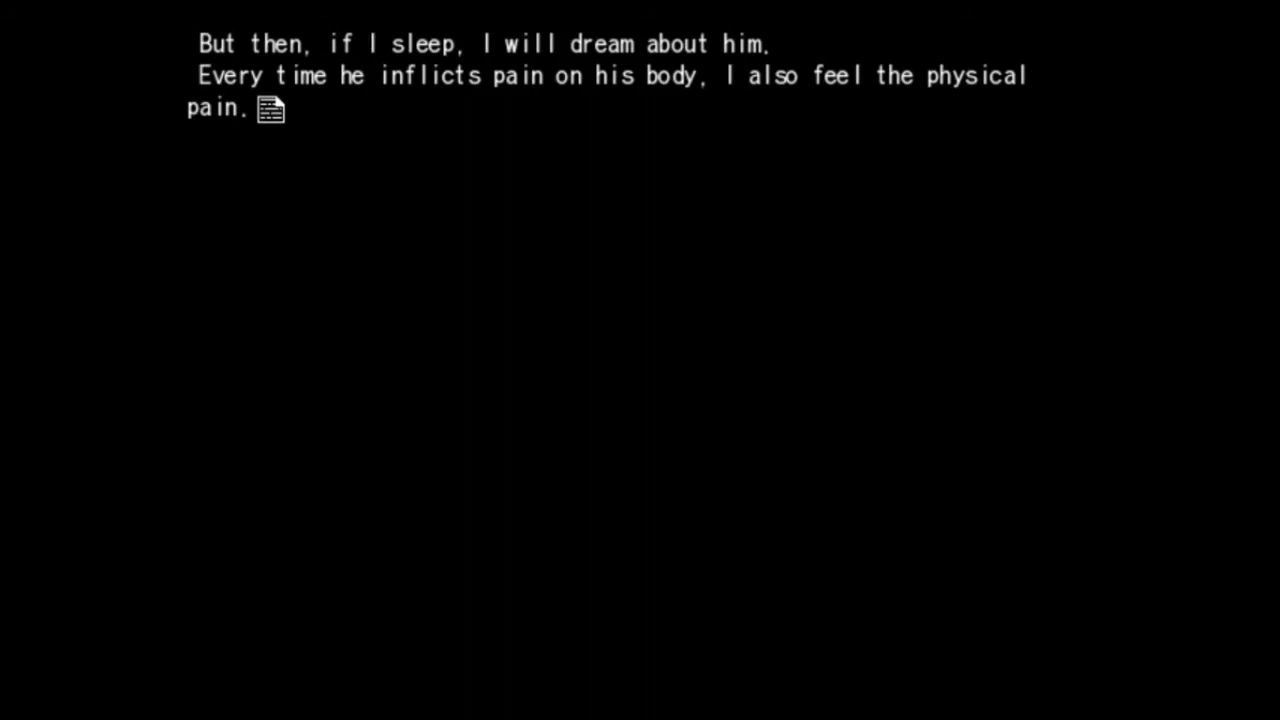 But then, if I sleep, I will dream about him.
Every time he inflicts pain on his body, I also feel the physical
pain.